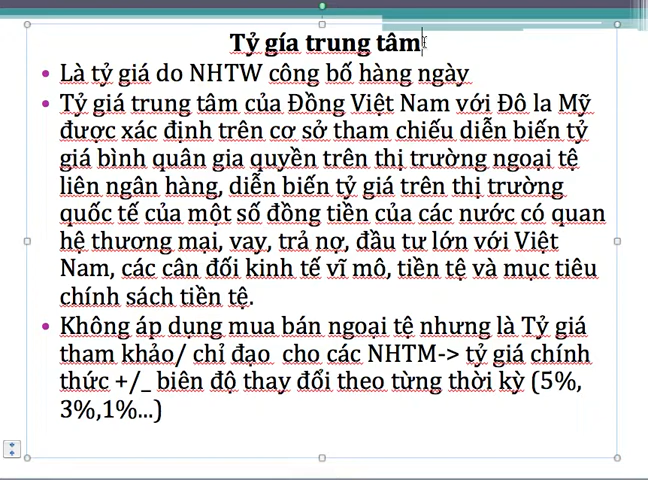 Tỷ gía trung tâm
• Là tỷ giá do NHTW công bố hàng ngày
• Tỷ giá trung tâm của Đồng Việt Nam với Đô la Mỹ
được xác định trên cơ sở tham chiếu diễn biến tỷ
giá bình quân gia quyền trên thị trường ngoại tệ
liên ngân hàng, diễn biến tỷ giá trên thị trường
quốc tế của một số đồng tiền của các nước có quan
hệ thương mại, vay, trả nợ, đầu tư lớn với Việt
Nam, các cân đối kinh tế vĩ mô, tiền tệ và mục tiêu
chính sách tiền tệ.
• Không áp dụng mua bán ngoại tệ nhưng là Tỷ giá
tham khảo/ chỉ đạo  cho các NHTM-> tỷ giá chính
thức +/_ biên độ thay đổi theo từng thời kỳ (5%,
3%,1%...)